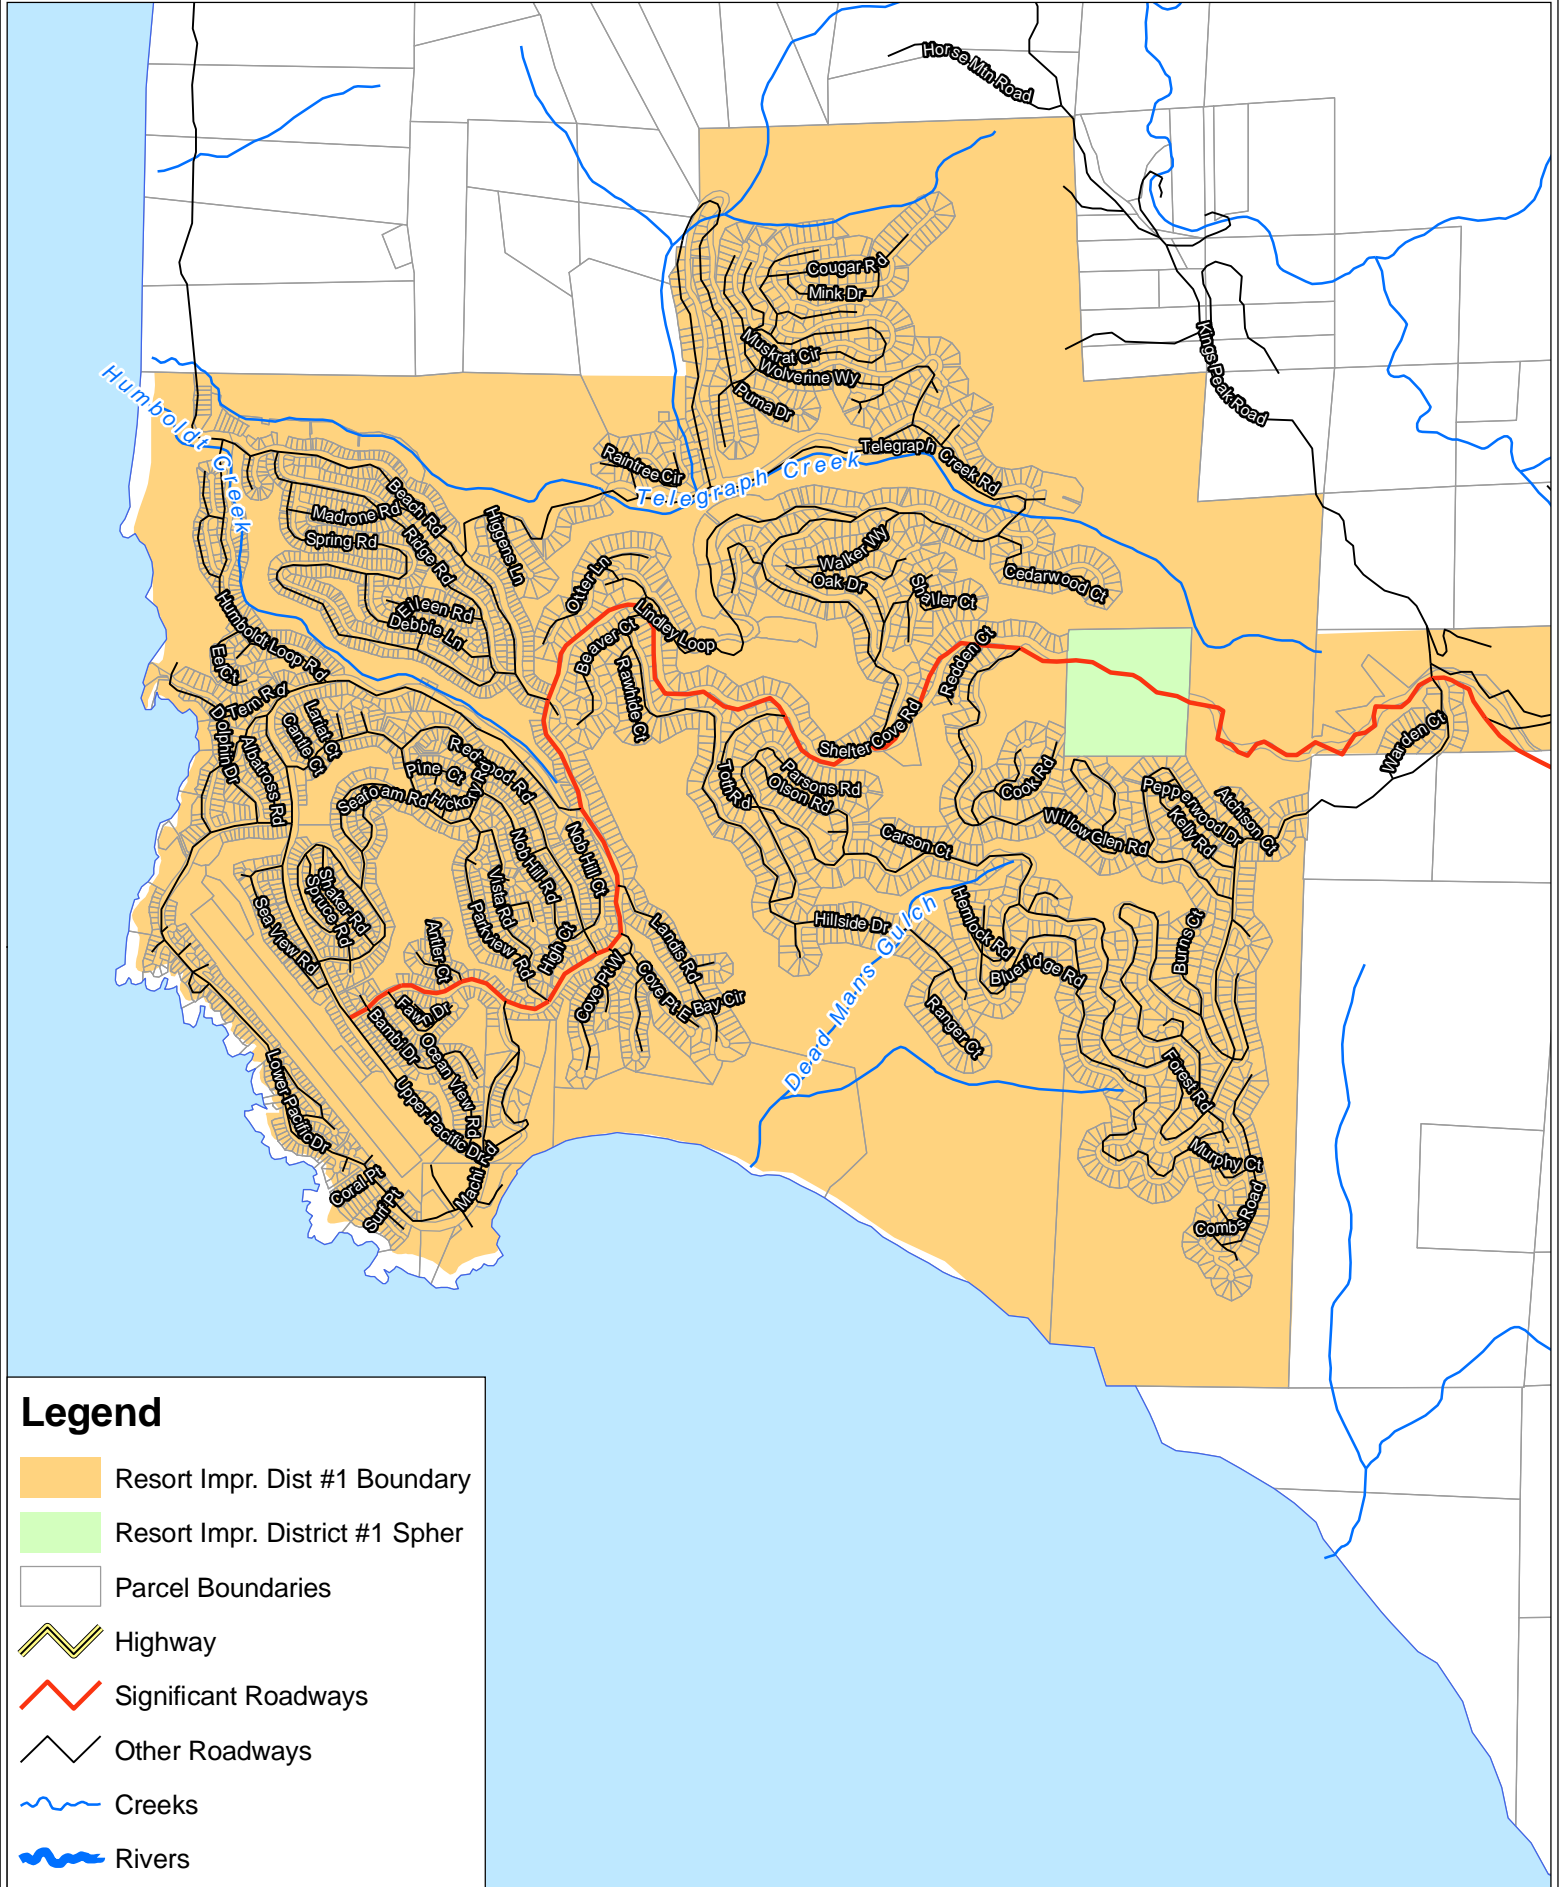 Horse Mtn Road
Cougar Rd
Mink Dr
Muskrat Cir
Wolverine Wy
Puma Dr
Kings Peak Road
Humboldt Creek
Telegraph Creek Rd
Raintree Cir
Telegraph Creek
Beach Rd
Madrone Rd
Spring Rd
Ridge Rd
Higgens Ln
Walker Wy
Oak Dr
Otter Ln
Cedarwood Ct
Shaller Ct
Eileen Rd
Debbie Ln
Humboldt Loop Rd
Lindley Loop
Beaver Ct
Redden Ct
Rawhide Ct
Tern Rd
Dolphin Dr
Lariat Ct
Cantle Ct
Albatross Rd
Shelter Cove Rd
Warden Ct
Redwood Rd
Pine Ct
Hickory Rd
Seafoam Rd
Toth Rd
Parsons Rd
Olson Rd
Cook Rd
Pepperwood Dr
Atchison Ct
Kelly Rd
Willow Glen Rd
Carson Ct
Nob Hill Rd
Nob Hill Ct
Vista Rd
Parkview Rd
High Ct
Shaker Rd
Spruce Rd
Sea View Rd
Antler Ct
Landis Rd
Hillside Dr
Hemlock Rd
Blueridge Rd
Burns Ct
Cove Pt W
Cove Pt E
Bay Cir
Ranger Ct
Dead Mans Gulch
Fawn Dr
Bambi Dr
Ocean View Rd
Upper Pacific Dr
Lower Pacific Dr
Forest Rd
Murphy Ct
Combs Road
Coral Pt
Surf Pt
Machi Rd
Legend
Resort Impr. Dist #1 Boundary
Resort Impr. District #1 Spher
Parcel Boundaries
Highway
Significant Roadways
Other Roadways
Creeks
Rivers